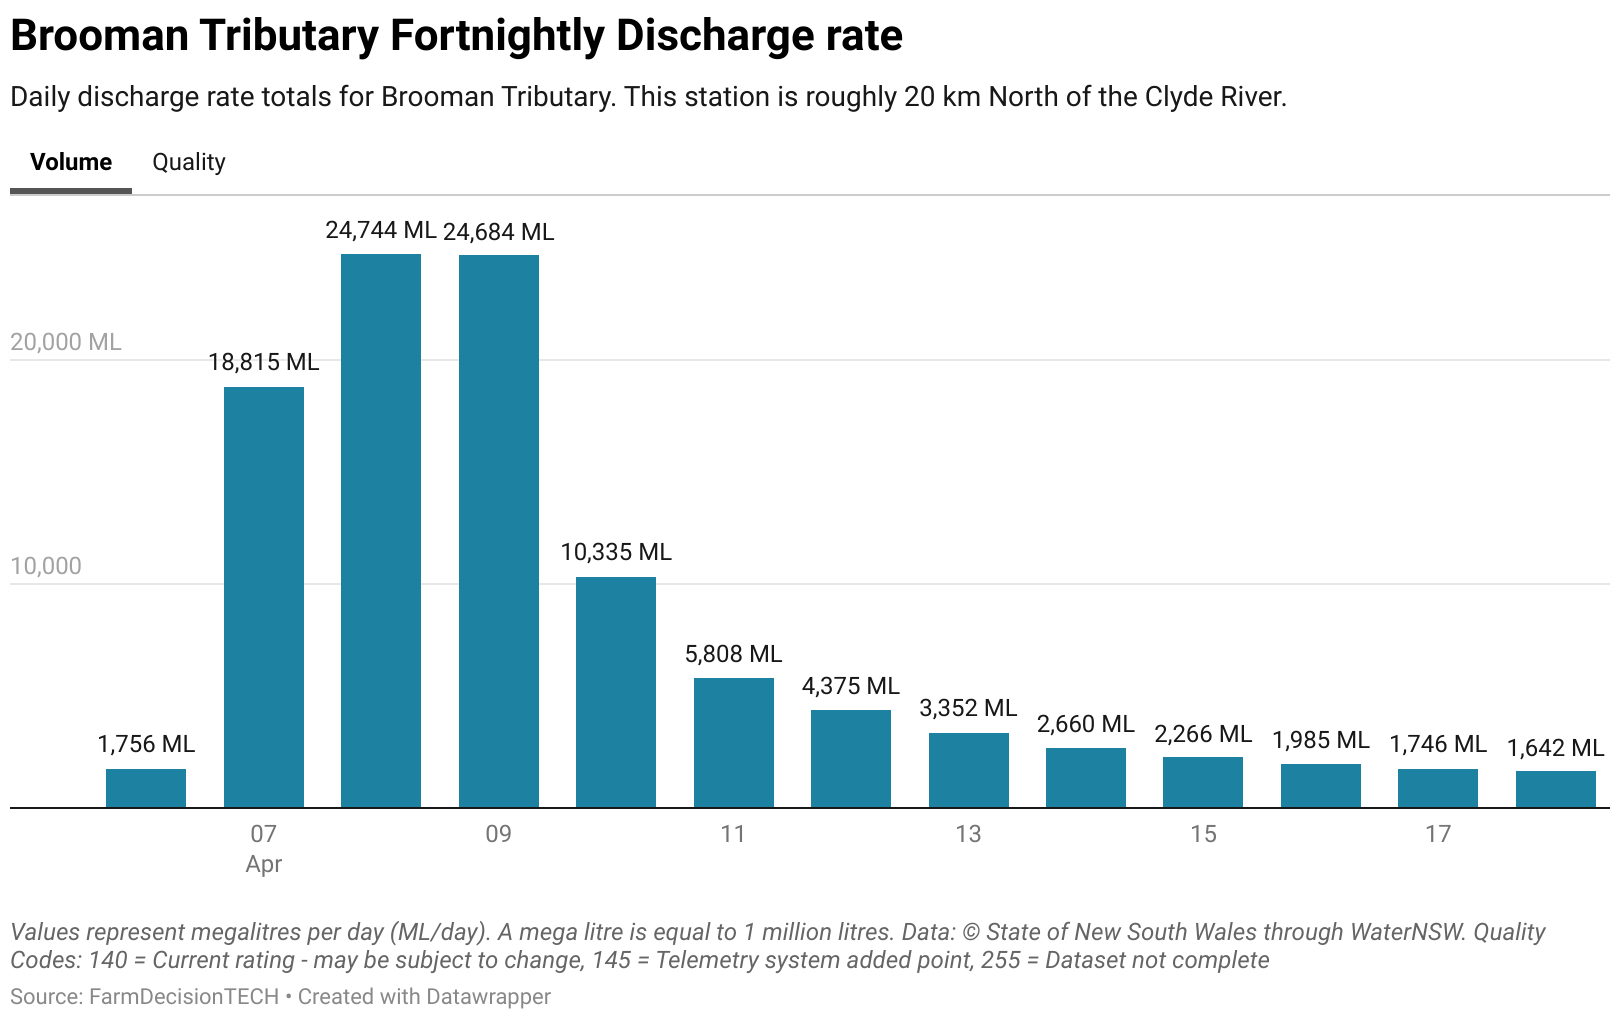 Brooman Tributary Fortnightly Discharge rate
Daily discharge rate totals for Brooman Tributary. This station is roughly 20 km North of the Clyde River.
Volume Quality
24,744 ML 24,684 ML
20,000 ML
18,815 ML
10,335 ML
10,000
5,808 ML
4,375 ML
3,352 ML
2,660 ML
2,266 ML
1,985 ML
1,756 ML
1,746 ML
1,642 ML
07 09 11 13 15 17
Apr
Values represent megalitres per day (ML/day). A mega litre is equal to 1 million litres. Data: © State of New South Wales through WaterNSW. Quality
Codes: 140 = Current rating - may be subject to change, 145 = Telemetry system added point, 255 = Dataset not complete
Source: FarmDecisionTECH • Created with Datawrapper